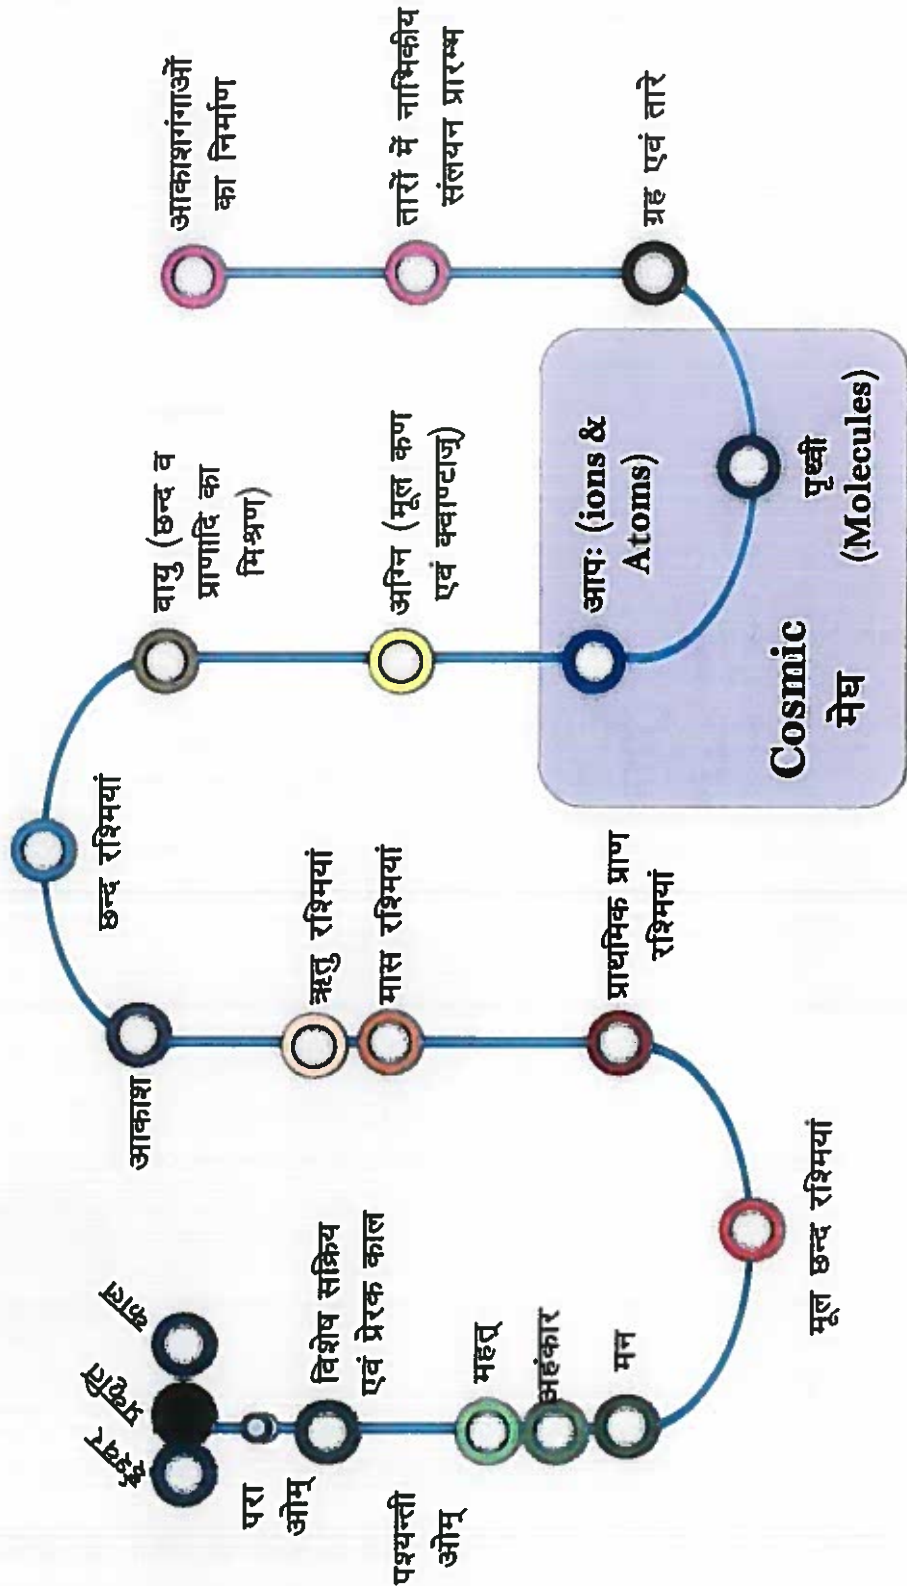 ईश्वर
प्रकृति
काल
परा
ओम्
विशेष सक्रिय
एवं प्रेरक काल
पश्यन्ती
ओम्
महत्
अहंकार
मन
मूल छन्द रश्मियां
प्राथमिक प्राण
रश्मियां
मास रश्मियां
ऋतु रश्मियां
आकाश
छन्द रश्मियां
वायु (छन्द व
प्राणादि का
मिश्रण)
अग्नि (मूल कण
एवं क्वाण्टाणु)
आपः (ions &
Atoms)
Cosmic
मेघ
पृथ्वी
(Molecules)
ग्रह एवं तारे
तारों में नाभिकीय
संलयन प्रारम्भ
आकाशगंगाओं
का निर्माण